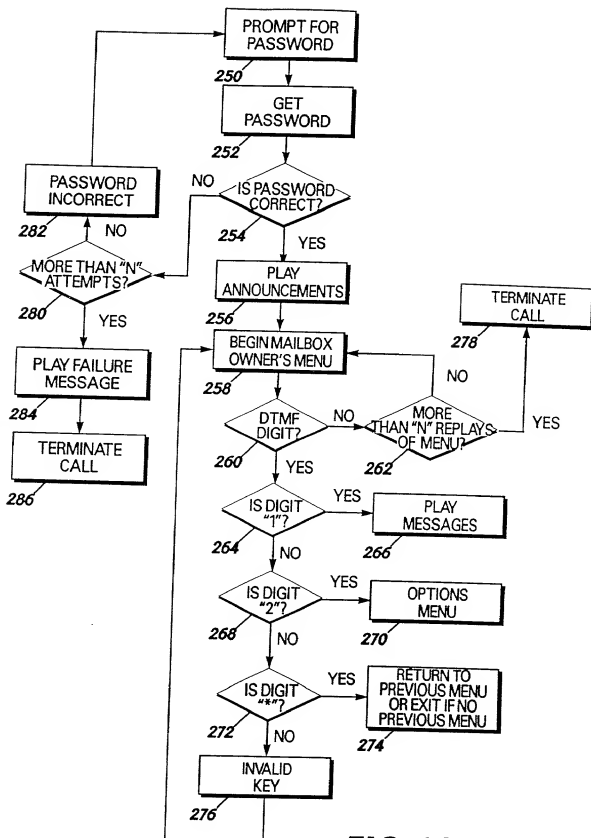 PROMPT FOR
PASSWORD
250
GET
PASSWORD
252
IS PASSWORD
CORRECT?
254
NO
YES
PASSWORD
INCORRECT
282
NO
MORE THAN "N"
ATTEMPTS?
280
YES
PLAY FAILURE
MESSAGE
284
TERMINATE
CALL
286
PLAY
ANNOUNCEMENTS
256
BEGIN MAILBOX
OWNER'S MENU
258
DTMF
DIGIT?
260
NO
YES
MORE
THAN "N" REPLAYS
OF MENU?
262
NO
YES
TERMINATE
CALL
278
IS DIGIT
"1"?
264
YES
NO
PLAY
MESSAGES
266
IS DIGIT
"2"?
268
YES
NO
OPTIONS
MENU
270
IS DIGIT
"*"?
272
YES
NO
RETURN TO
PREVIOUS MENU
OR EXIT IF NO
PREVIOUS MENU
274
INVALID
KEY
276